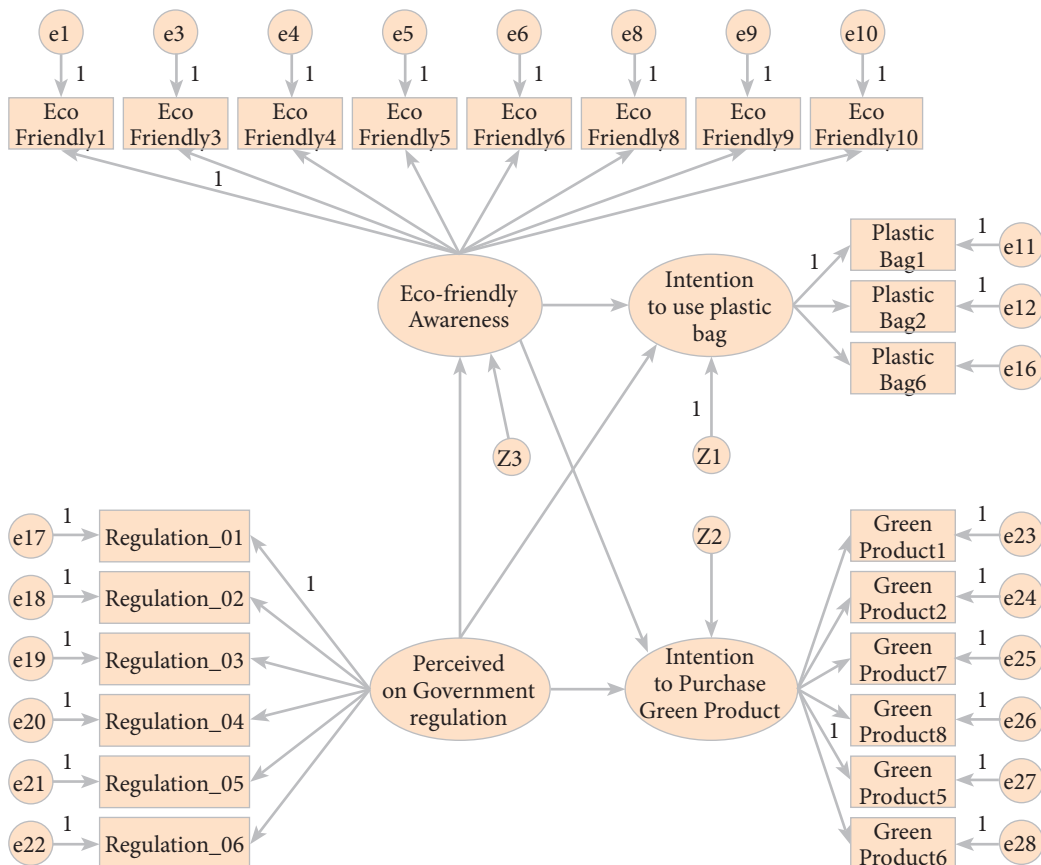 e1
e3
e4
e5
e6
e8
e9
e10
1
1
1
1
1
1
1
1
Eco
Friendly1
Eco
Friendly3
Eco
Friendly4
Eco
Friendly5
Eco
Friendly6
Eco
Friendly8
Eco
Friendly9
Eco
Friendly10
1
Eco-friendly
Awareness
Intention
to use plastic
bag
1
Plastic
Bag1
1
e11
Plastic
Bag2
1
e12
Plastic
Bag6
e16
Z3
1
Z1
Z2
e17
1
Regulation_01
e18
1
Regulation_02
e19
1
Regulation_03
e20
1
Regulation_04
e21
1
Regulation_05
e22
1
Regulation_06
1
Perceived
on Government
regulation
Intention
to Purchase
Green Product
1
Green
Product1
1
e23
Green
Product2
1
e24
Green
Product7
1
e25
Green
Product8
1
e26
Green
Product5
1
e27
Green
Product6
1
e28